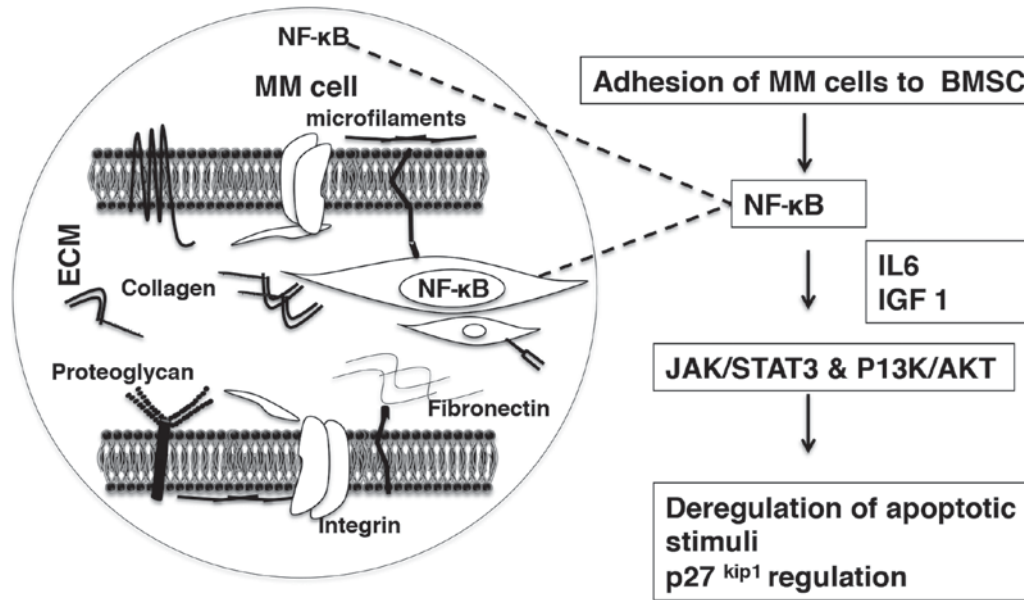 NF-κB
MM cell
microfilaments
ECM
Collagen
NF-κB
Proteoglycan
Fibronectin
Integrin
Adhesion of MM cells to BMSC
NF-κB
IL6
IGF 1
JAK/STAT3 & P13K/AKT
Deregulation of apoptotic
stimuli
p27 kip1 regulation